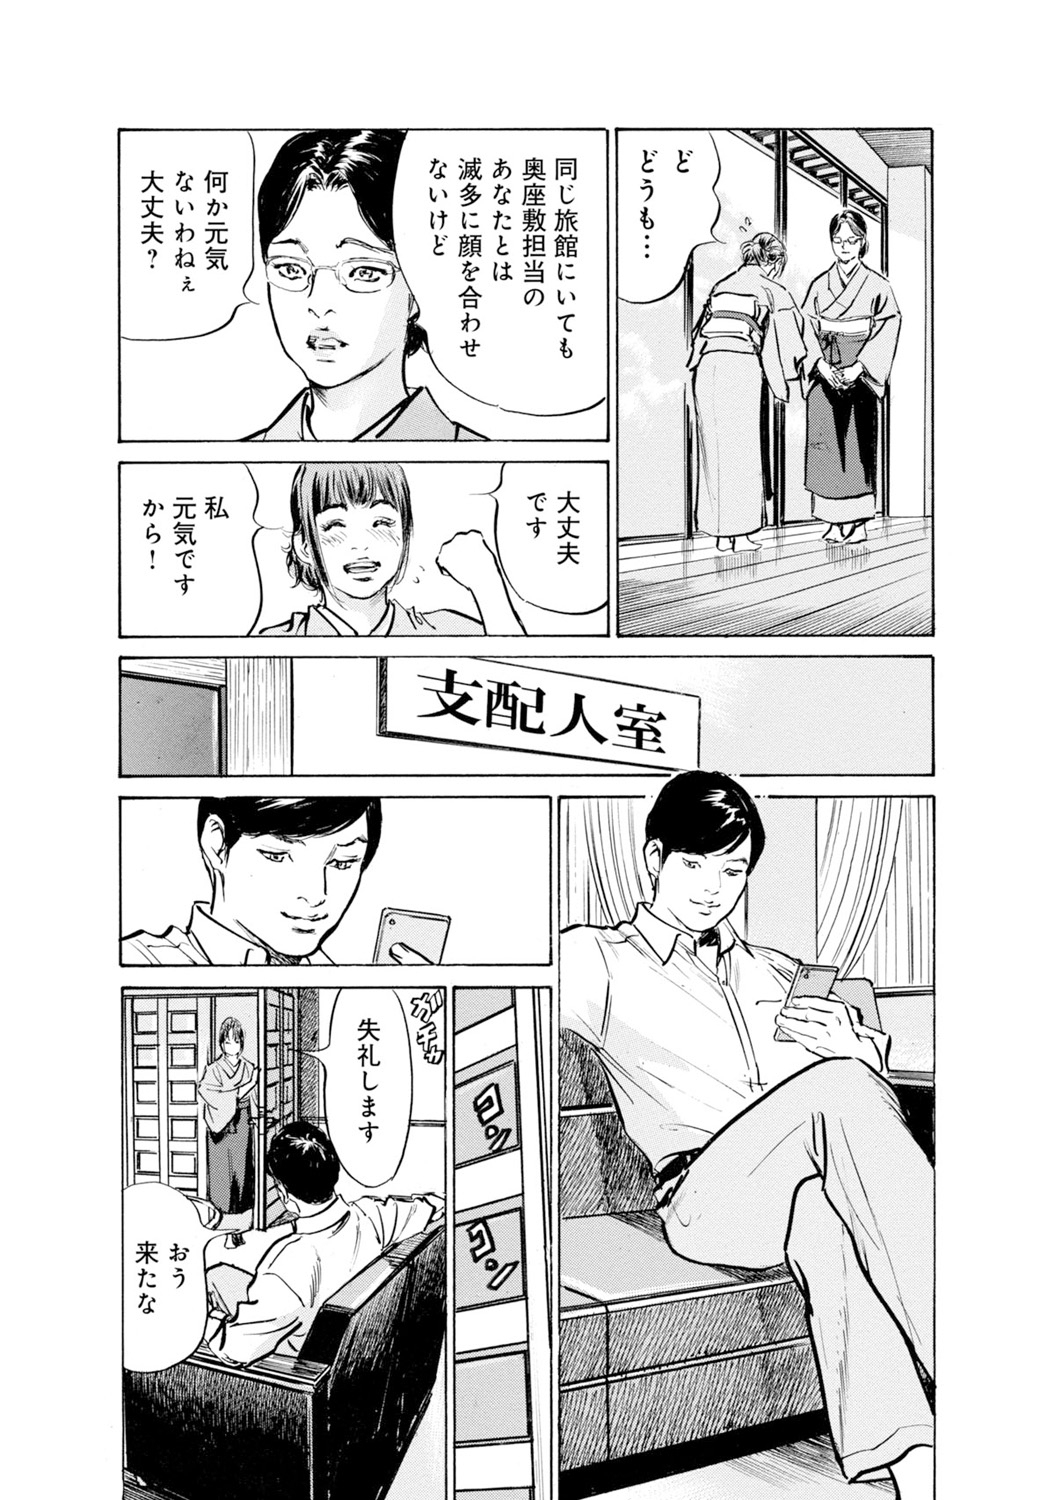 ど
どうも…
同じ旅館にいても
奥座敷担当の
あなたとは
滅多に顔を合わせ
ないけど
何か元気
ないわねぇ
大丈夫?
大丈夫
です
私
元気です
から!
支配人室
コンコン
ガチャ
失礼します
おう
来たな